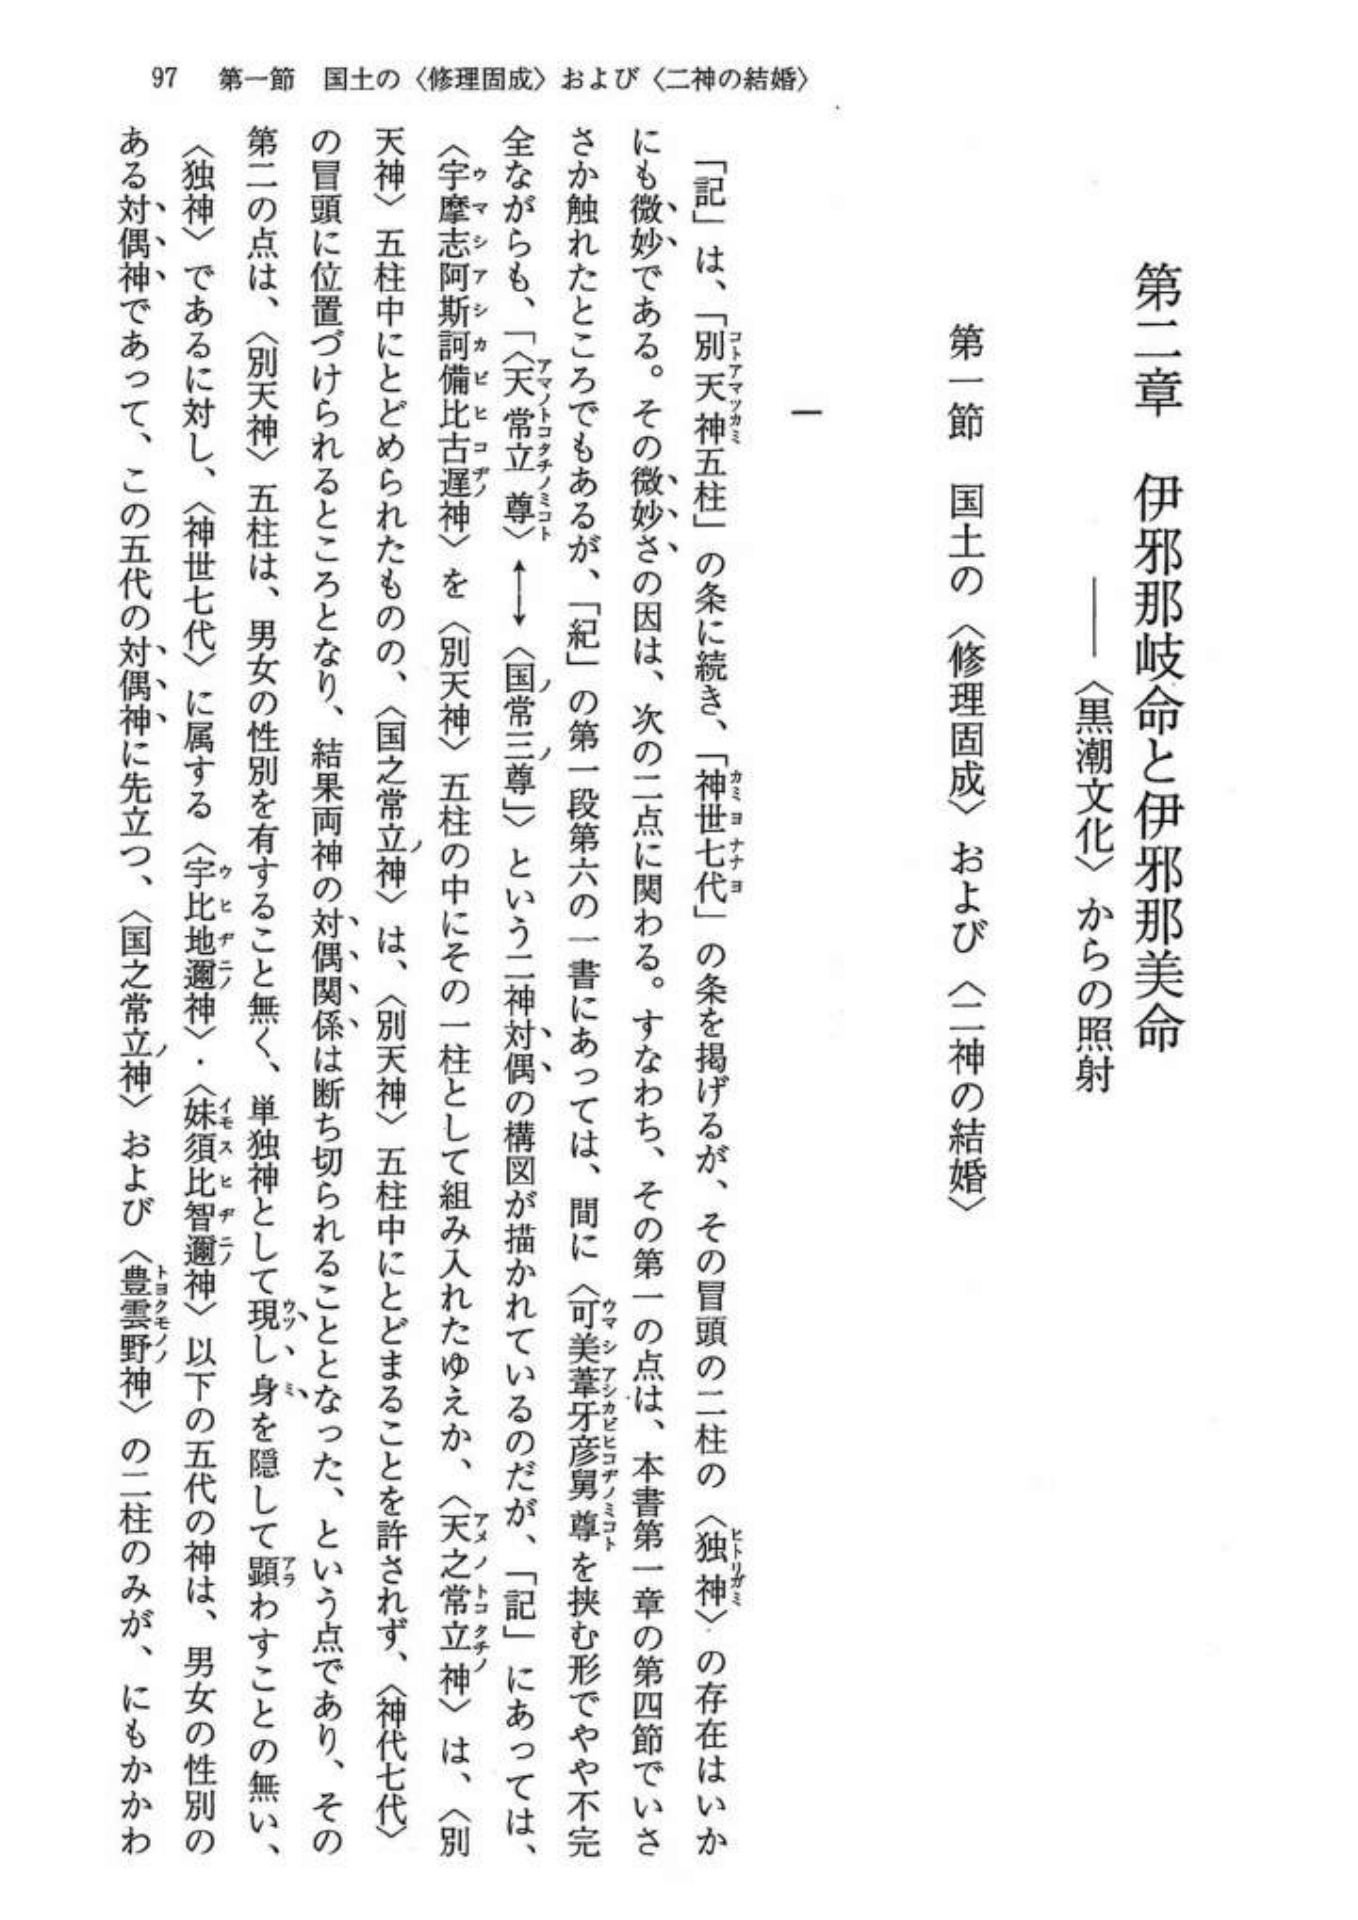 97 第一節 国土の〈修理固成〉および〈二神の結婚〉
第二章 伊邪那岐命と伊邪那美命
――〈黒潮文化〉からの照射
第一節 国土の〈修理固成〉および〈二神の結婚〉
一
「記」は、「別天神五柱」の条に続き、「神世七代」の条を掲げるが、その冒頭の二柱の〈独神〉の存在はいか
にも微妙である。その微妙さの因は、次の二点に関わる。すなわち、その第一の点は、本書第一章の第四節でいさ
さか触れたところでもあるが、「紀」の第一段第六の一書にあっては、間に〈可美葦牙彦舅尊を挟む形でやや不完
全ながらも、「〈天常立尊〉⟷〈国常三尊」〉という二神対偶の構図が描かれているのだが、「記」にあっては、
〈宇摩志阿斯訶備比古遅神〉を〈別天神〉五柱の中にその一柱として組み入れたゆえか、〈天之常立神〉は、〈別
天神〉五柱中にとどめられたものの、〈国之常立神〉は、〈別天神〉五柱中にとどまることを許されず、〈神代七代〉
の冒頭に位置づけられるところとなり、結果両神の対偶関係は断ち切られることとなった、という点であり、その
第二の点は、〈別天神〉五柱は、男女の性別を有すること無く、単独神として現し身を隠して顕わすことの無い、
〈独神〉であるに対し、〈神世七代〉に属する〈宇比地邇神〉・〈妹須比智邇神〉以下の五代の神は、男女の性別の
ある対偶神であって、この五代の対偶神に先立つ、〈国之常立神〉および〈豊雲野神〉の二柱のみが、にもかかわ